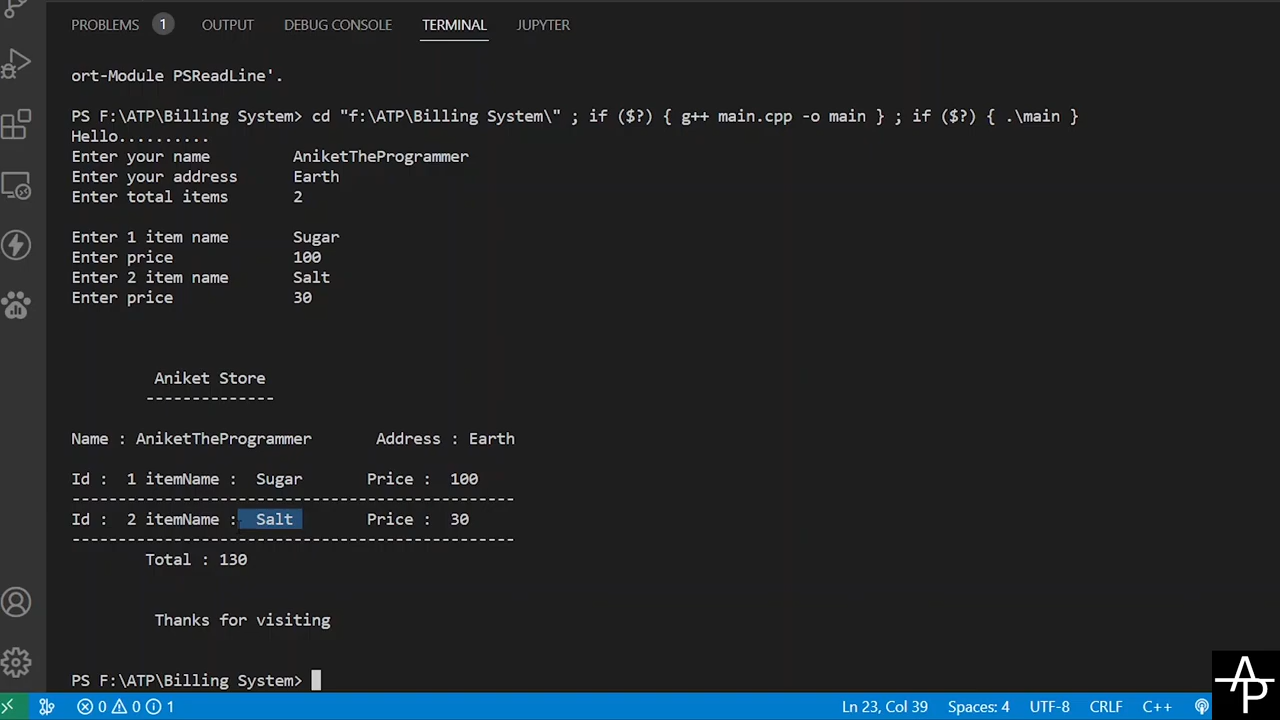 PROBLEMS 1 OUTPUT DEBUG CONSOLE TERMINAL JUPYTER
ort-Module PSReadLine'.
PS F:\ATP\Billing System> cd "f:\ATP\Billing System\" ; if ($?) { g++ main.cpp -o main } ; if ($?) { .\main }
Hello..........
Enter your name AniketTheProgrammer
Enter your address Earth
Enter total items 2
Enter 1 item name Sugar
Enter price 100
Enter 2 item name Salt
Enter price 30
Aniket Store
--------------
Name : AniketTheProgrammer Address : Earth
Id : 1 itemName : Sugar Price : 100
------------------------------------------------
Id : 2 itemName : Salt Price : 30
------------------------------------------------
Total : 130
Thanks for visiting
PS F:\ATP\Billing System>
0 0 1 Ln 23, Col 39 Spaces: 4 UTF-8 CRLF C++
AP